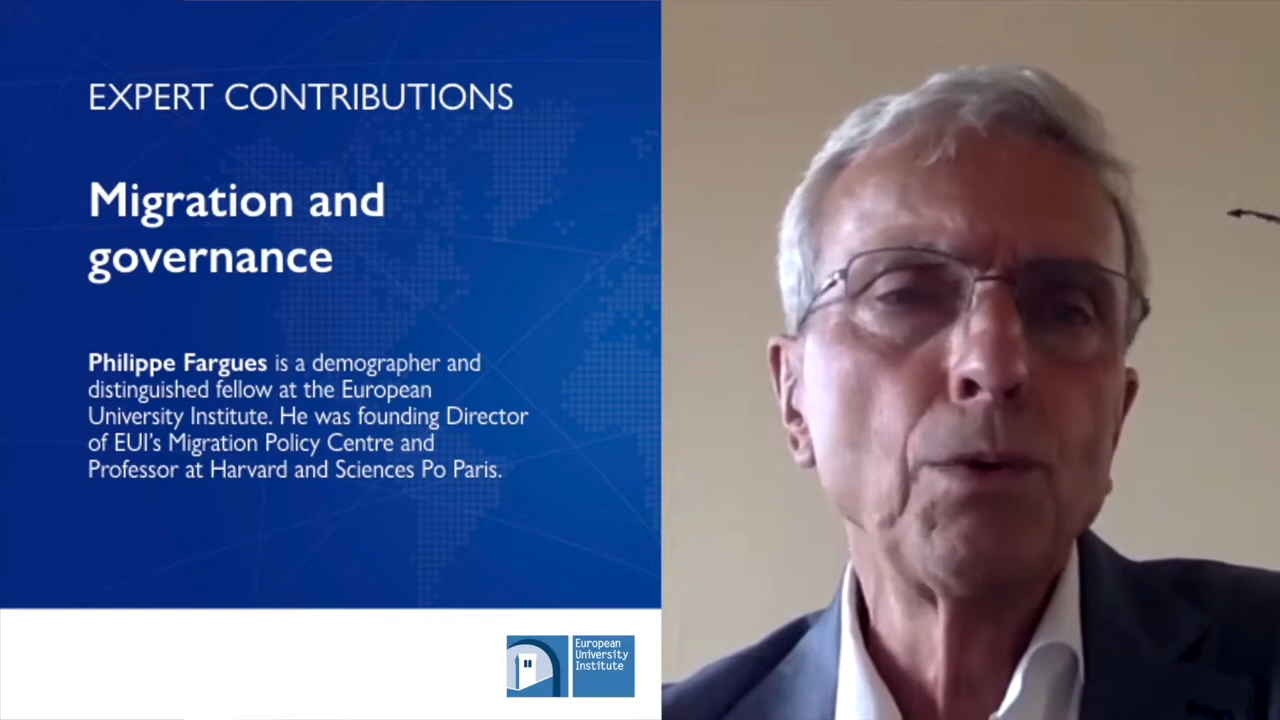 EXPERT CONTRIBUTIONS
Migration and
governance
Philippe Fargues is a demographer and
distinguished fellow at the European
University Institute. He was founding Director
of EUI's Migration Policy Centre and
Professor at Harvard and Sciences Po Paris.
European
University
Institute